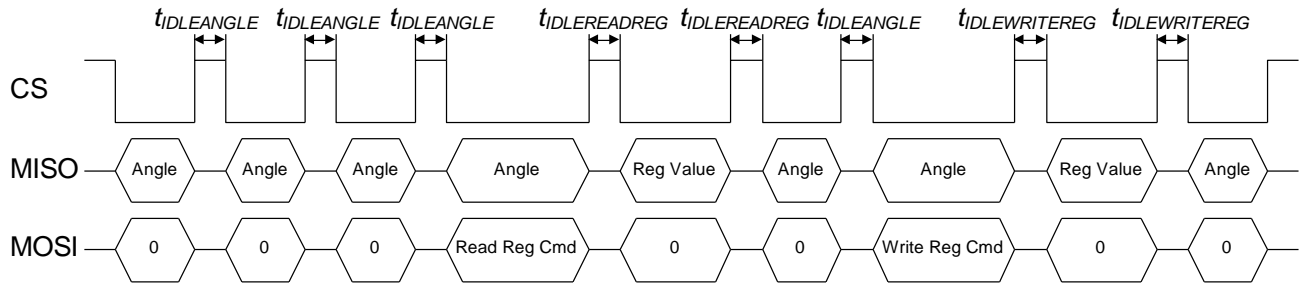 tIDLEANGLE tIDLEANGLE tIDLEANGLE tIDLEREADREG tIDLEREADREG tIDLEANGLE tIDLEWRITEREG tIDLEWRITEREG
CS
MISO Angle Angle Angle Angle Reg Value Angle Angle Reg Value Angle
MOSI 0 0 0 Read Reg Cmd 0 0 Write Reg Cmd 0 0